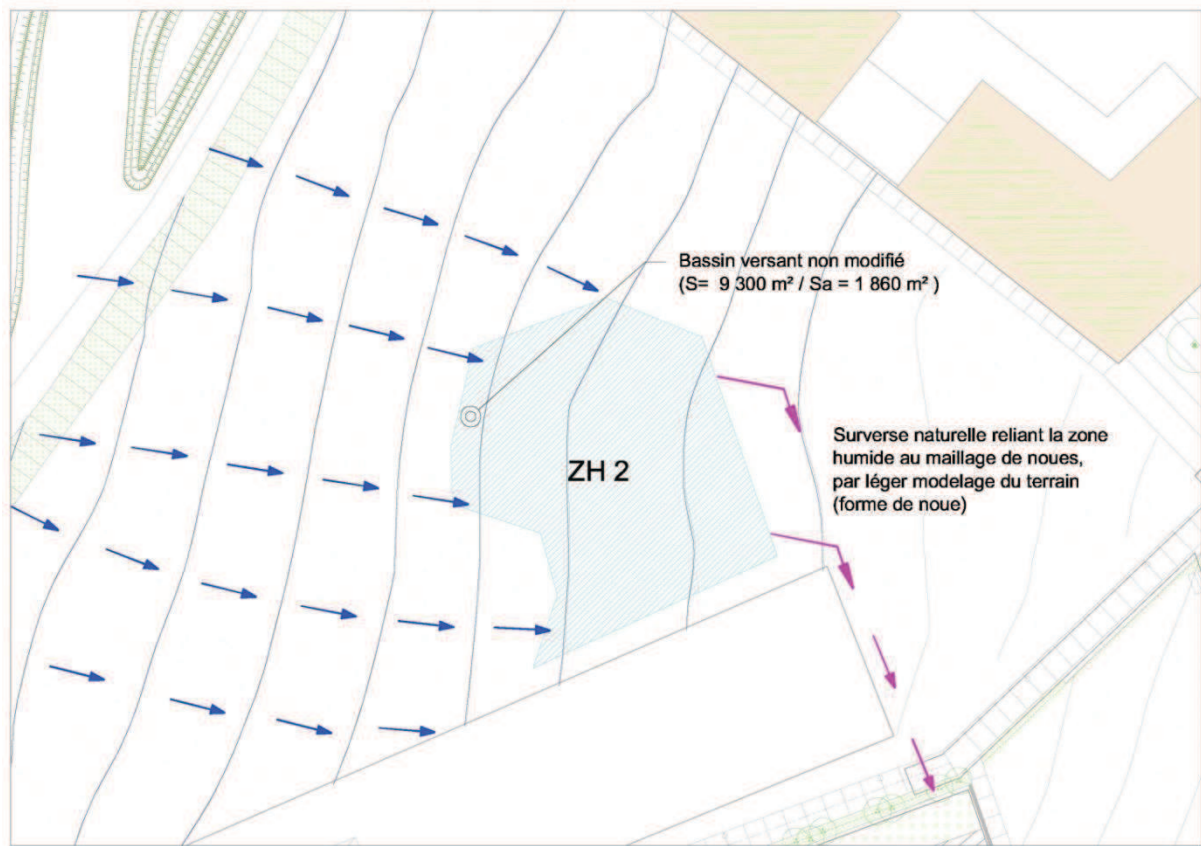 Bassin versant non modifié
(S= 9 300 m² / Sa = 1 860 m² )
Surverse naturelle reliant la zone
humide au maillage de noues,
par léger modelage du terrain
(forme de noue)
ZH 2